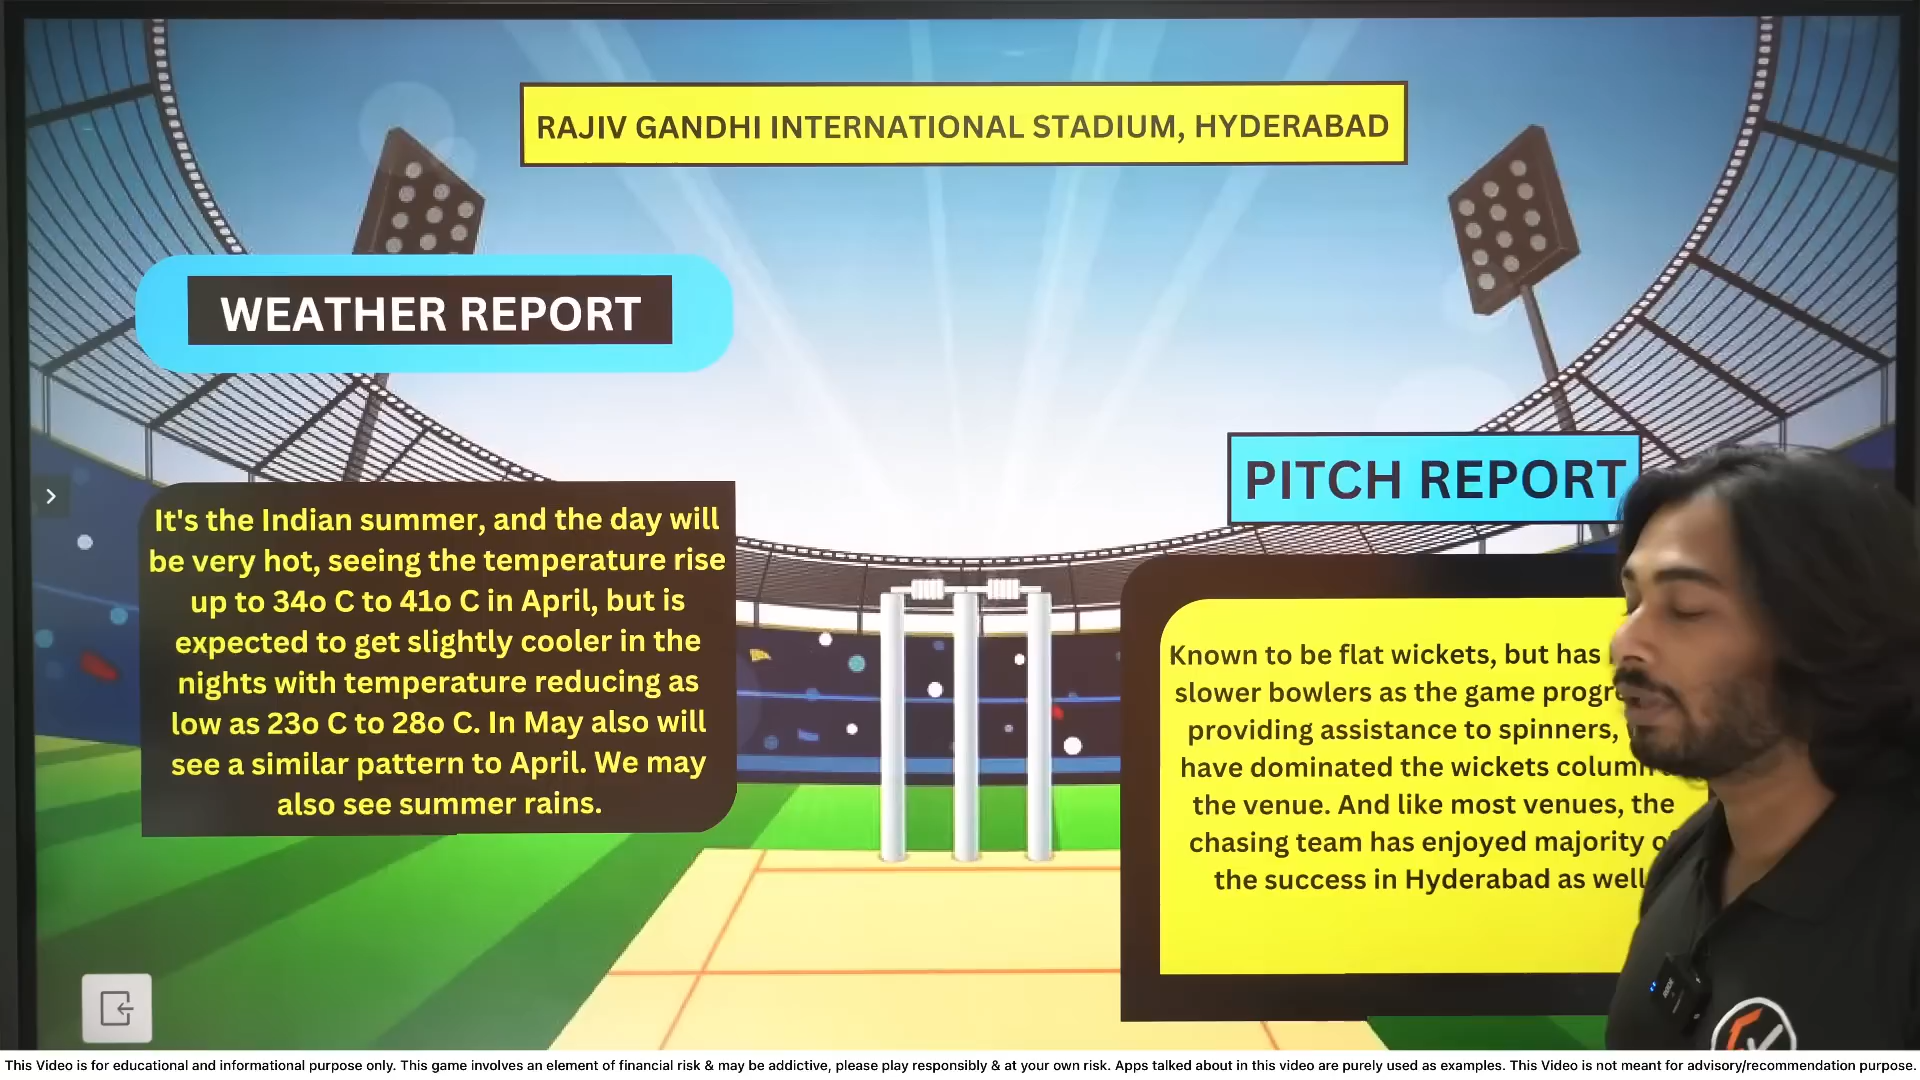 RAJIV GANDHI INTERNATIONAL STADIUM, HYDERABAD
WEATHER REPORT
It's the Indian summer, and the day will
be very hot, seeing the temperature rise
up to 34o C to 41o C in April, but is
expected to get slightly cooler in the
nights with temperature reducing as
low as 23o C to 28o C. In May also will
see a similar pattern to April. We may
also see summer rains.
PITCH REPORT
Known to be flat wickets, but has
slower bowlers as the game
providing assistance to spinners,
have dominated the wickets column
the venue. And like most venues, the
chasing team has enjoyed majority
the success in Hyderabad as well
This Video is for educational and informational purpose only. This game involves an element of financial risk & may be addictive, please play responsibly & at your own risk. Apps talked about in this video are purely used as examples. This Video is not meant for advisory/recommendation purpose.